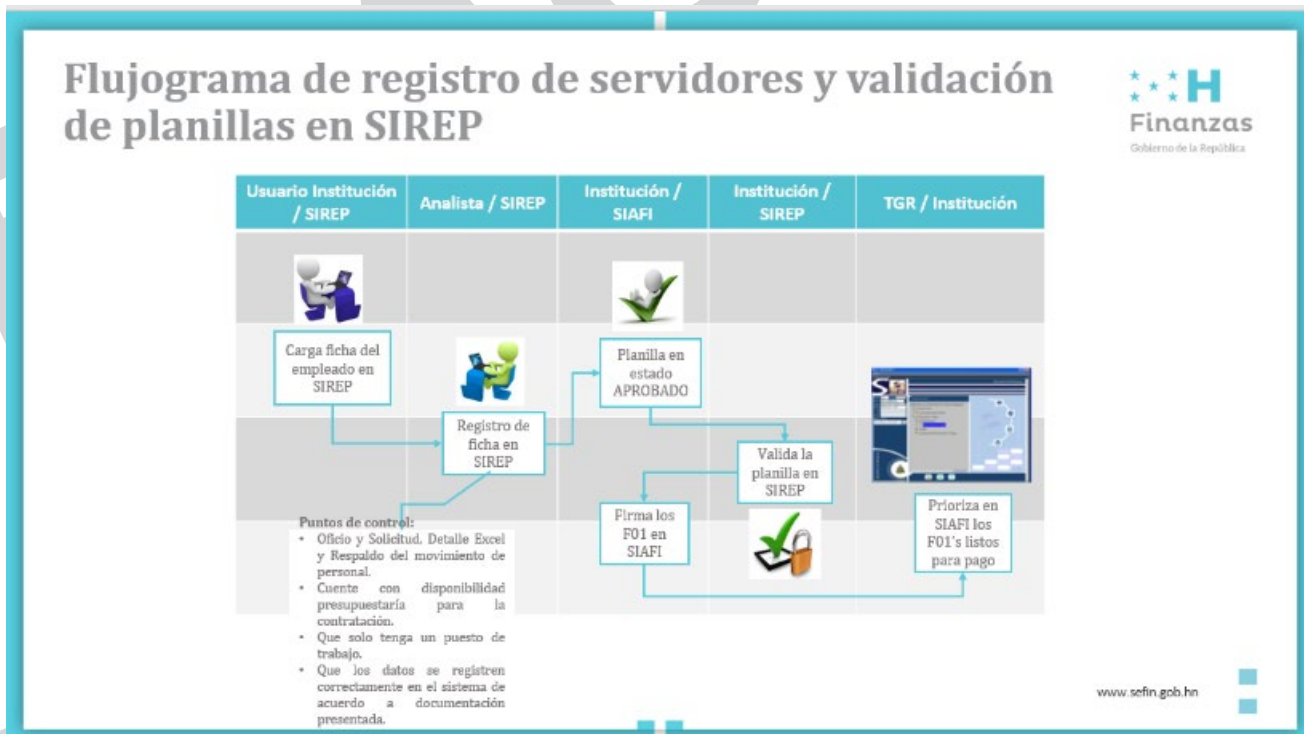 Flujograma de registro de servidores y validación
de planillas en SIREP
H
Finanzas
Gobierno de la República
Usuario Institución
/ SIREP
Analista / SIREP
Institución /
SIAFI
Institución /
SIREP
TGR / Institución
Carga ficha del
empleado en
SIREP
Registro de
ficha en
SIREP
Planilla en
estado
APROBADO
Valida la
planilla en
SIREP
Firma los
F01 en
SIAFI
Prioriza en
SIAFI los
F01's listos
para pago
Puntos de control:
• Oficio y Solicitud, Detalle Excel
y Respaldo del movimiento de
personal.
• Cuente con disponibilidad
presupuestaría para la
contratación.
• Que solo tenga un puesto de
trabajo.
• Que los datos se registren
correctamente en el sistema de
acuerdo a documentación
presentada.
www.sefin.gob.hn